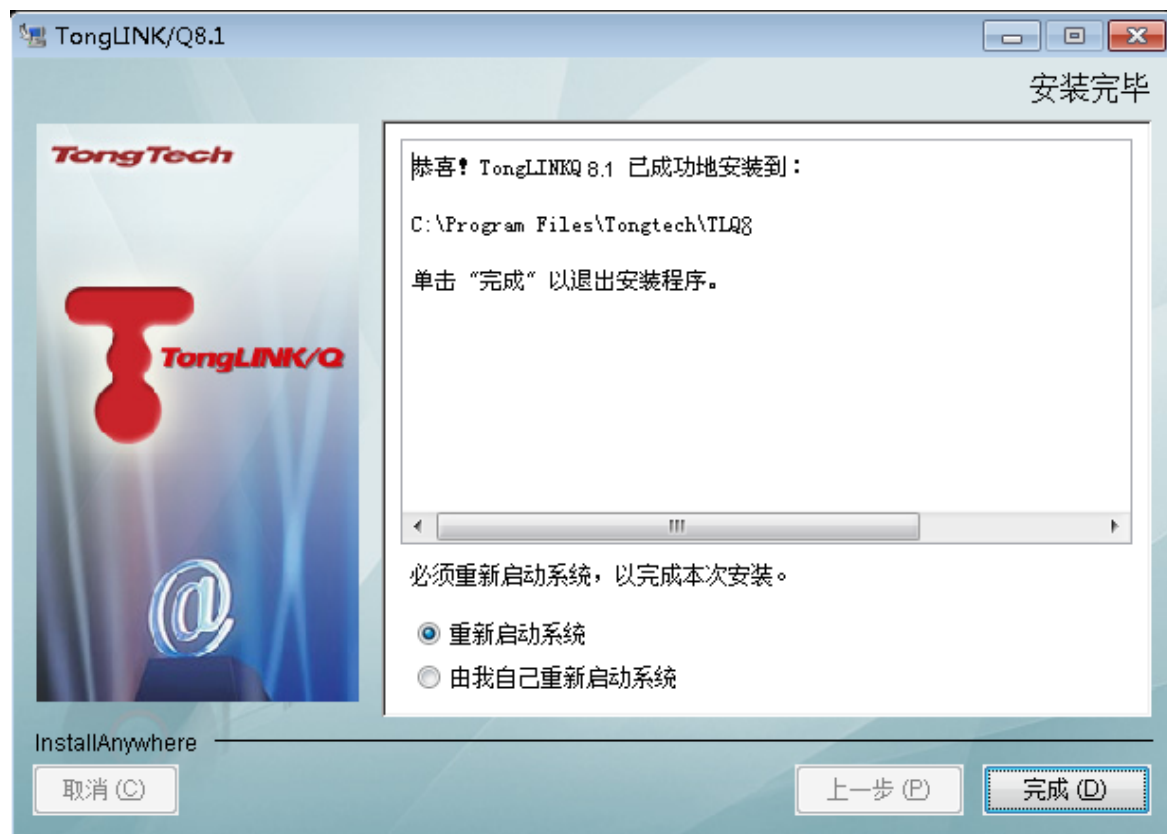 TongLINK/Q8.1
安装完毕
TongTech
TongLINK/Q
恭喜! TongLINKQ 8.1 已成功地安装到：
C:\Program Files\Tongtech\TLQ8
单击 “完成” 以退出安装程序。
必须重新启动系统，以完成本次安装。
重新启动系统
由我自己重新启动系统
InstallAnywhere
取消 (C)
上一步 (P)
完成 (D)